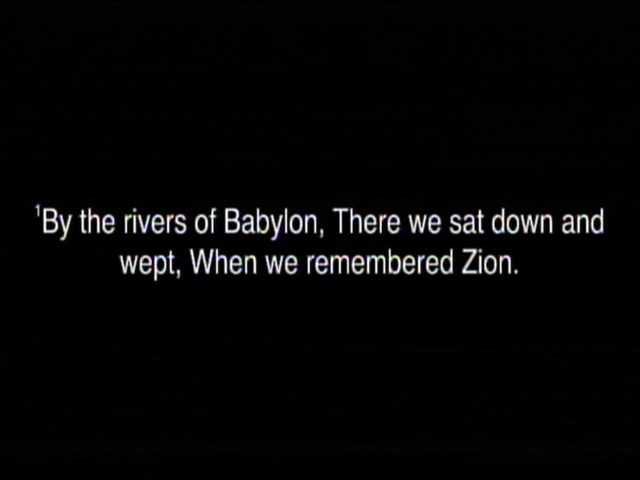 ¹By the rivers of Babylon, There we sat down and
wept, When we remembered Zion.